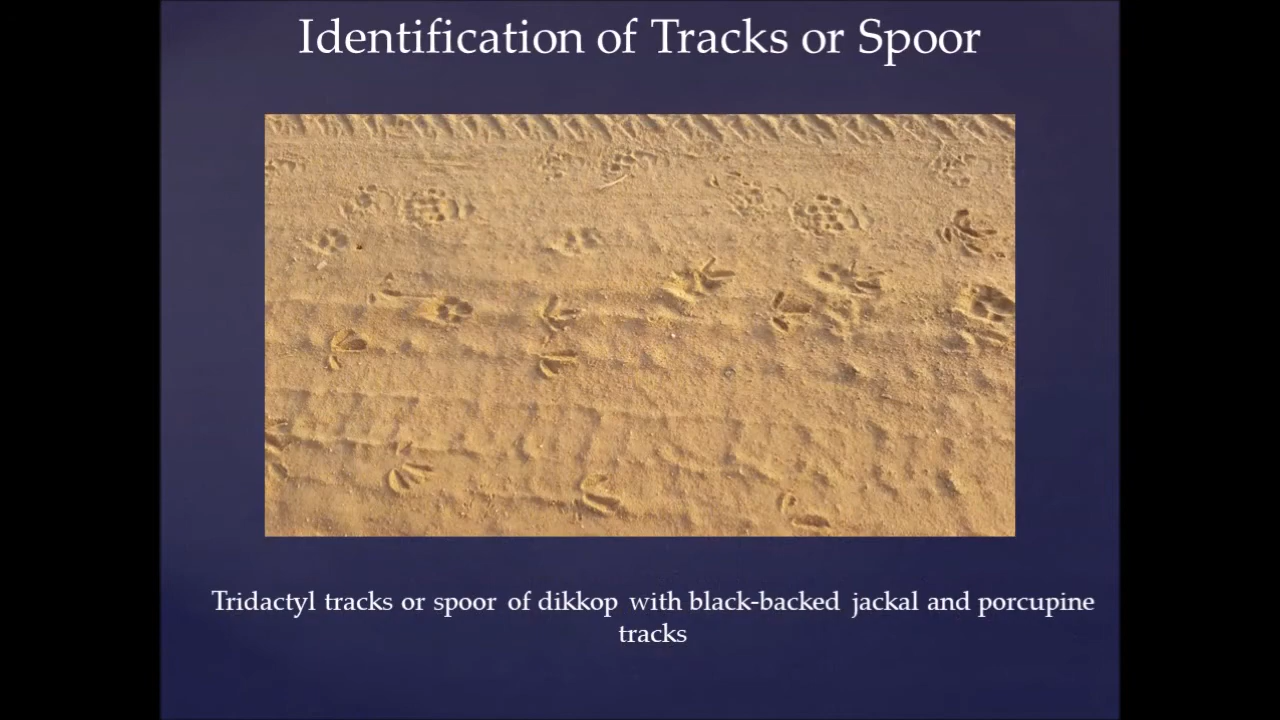 Identification of Tracks or Spoor
Tridactyl tracks or spoor of dikkop with black-backed jackal and porcupine
tracks